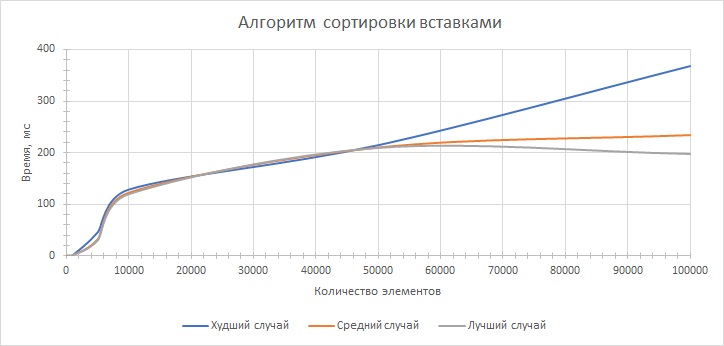 Алгоритм сортировки вставками
400
300
200
100
0
Время, мс
0 10000 20000 30000 40000 50000 60000 70000 80000 90000 100000
Количество элементов
Худший случай Средний случай Лучший случай